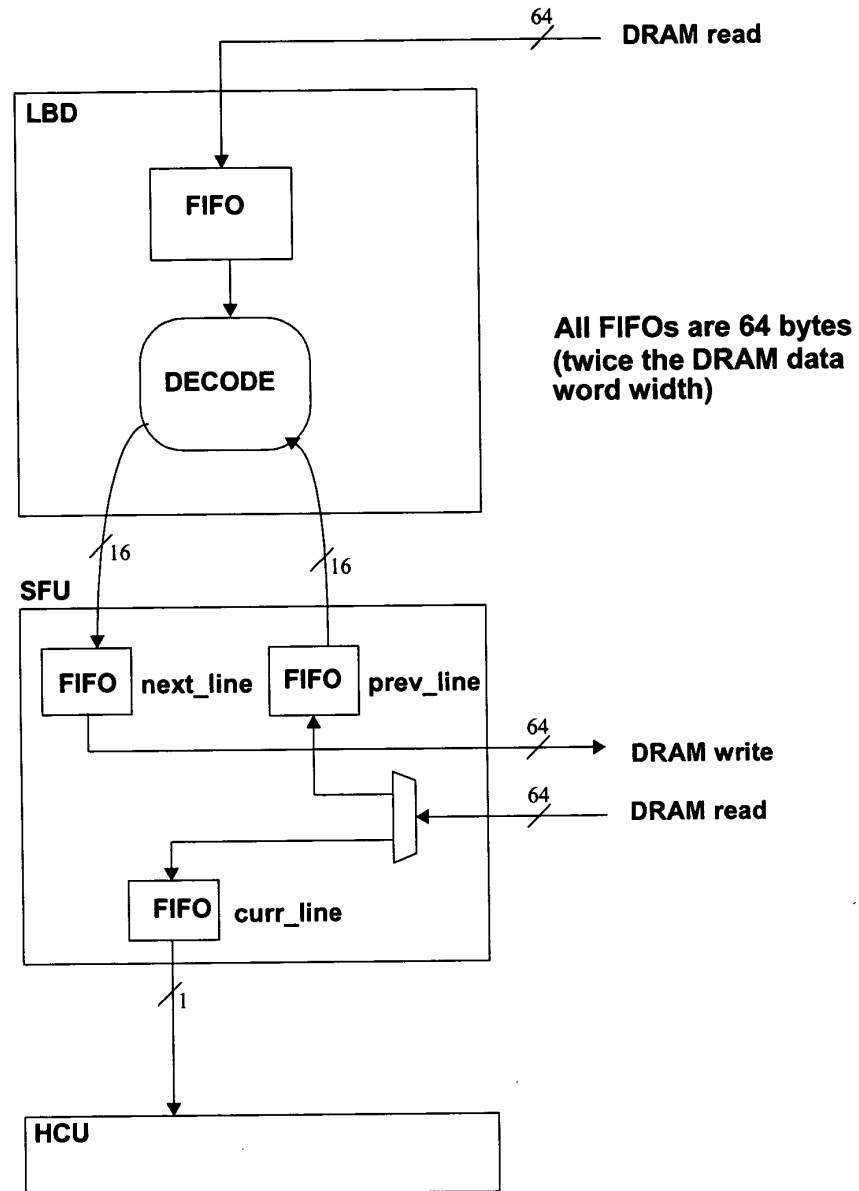 64
DRAM read
LBD
FIFO
DECODE
All FIFOs are 64 bytes
(twice the DRAM data
word width)
16
16
SFU
FIFO
next_line
FIFO
prev_line
64
DRAM write
64
DRAM read
FIFO
curr_line
1
HCU